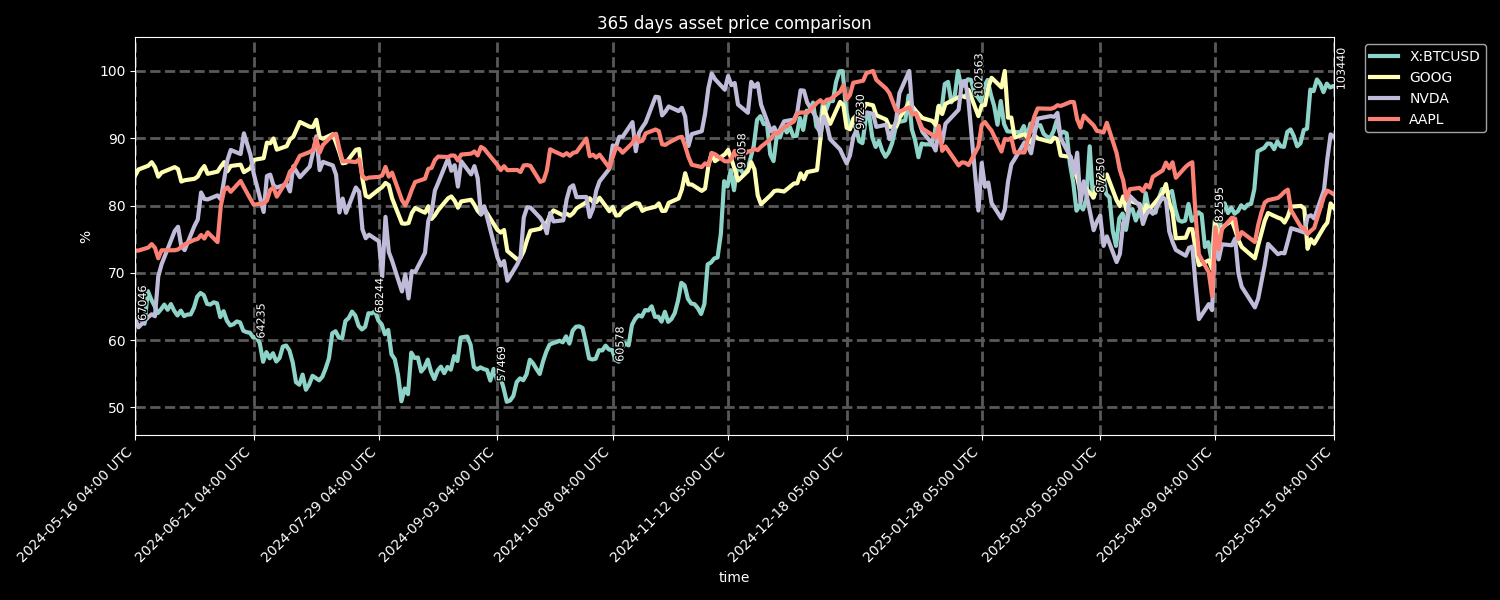 365 days asset price comparison
X:BTCUSD
GOOG
NVDA
AAPL
%
100
90
80
70
60
50
67046
64235
68244
57469
60578
91058
97230
102563
87250
82595
103440
2024-05-16 04:00 UTC
2024-06-21 04:00 UTC
2024-07-29 04:00 UTC
2024-09-03 04:00 UTC
2024-10-08 04:00 UTC
2024-11-12 05:00 UTC
2024-12-18 05:00 UTC
2025-01-28 05:00 UTC
2025-03-05 05:00 UTC
2025-04-09 04:00 UTC
2025-05-15 04:00 UTC
time